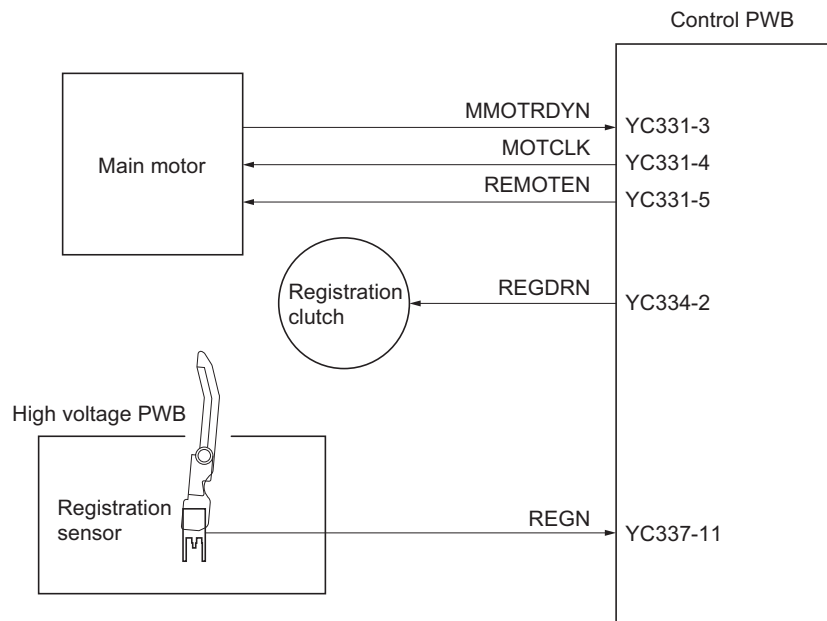 Control PWB
Main motor
MMOTRDYN
YC331-3
MOTCLK
YC331-4
REMOTEN
YC331-5
Registration
clutch
REGDRN
YC334-2
High voltage PWB
Registration
sensor
REGN
YC337-11